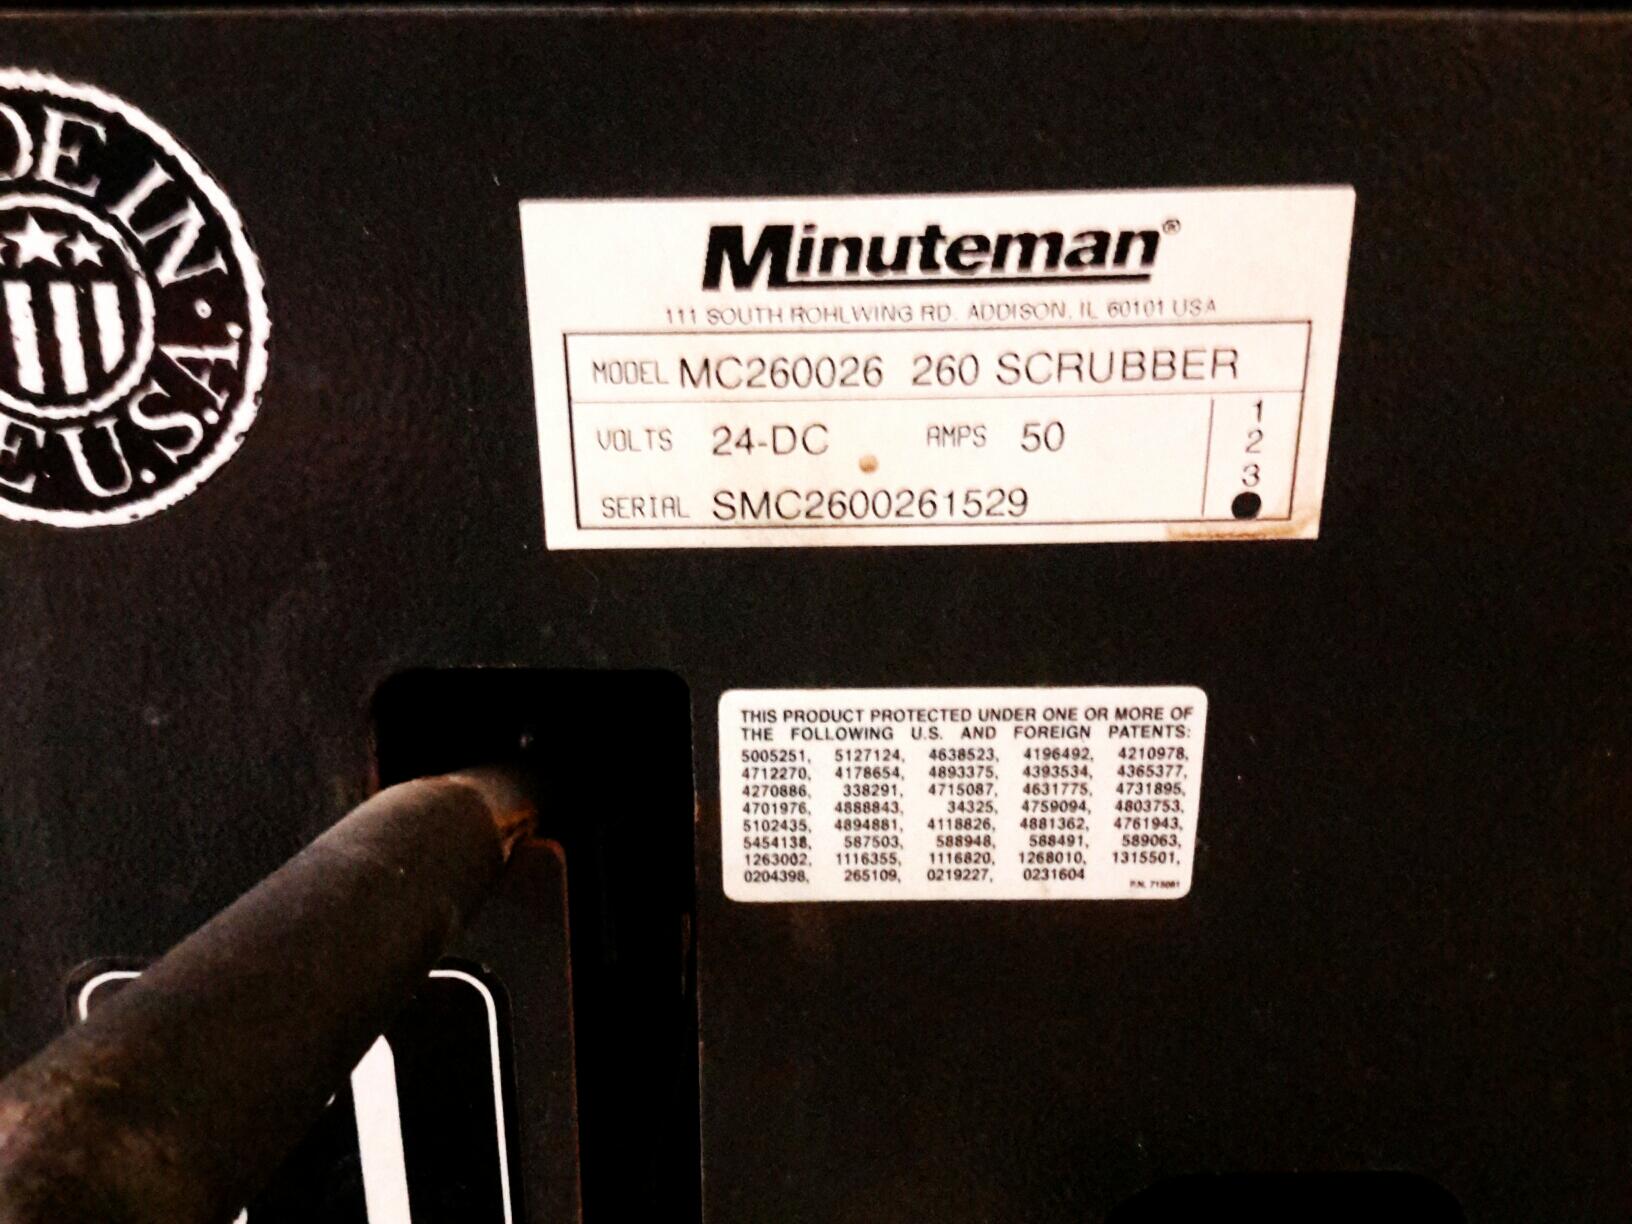 DE IN
E U.S.A.
Minuteman®
111 SOUTH ROHLWING RD. ADDISON, IL 60101 USA
MODEL MC260026 260 SCRUBBER
VOLTS 24-DC AMPS 50
SERIAL SMC2600261529
1
2
3
THIS PRODUCT PROTECTED UNDER ONE OR MORE OF
THE FOLLOWING U.S. AND FOREIGN PATENTS:
5005251, 5127124, 4638523, 4196492, 4210978,
4712270, 4178654, 4893375, 4393534, 4365377,
4270886, 338291, 4715087, 4631775, 4731895,
4701976, 4888843, 34325, 4759094, 4803753,
5102435, 4894881, 4118826, 4881362, 4761943,
5454138, 587503, 588948, 588491, 589063,
1263002, 1116355, 1116820, 1268010, 1315501,
0204398, 265109, 0219227, 0231604
P.N.